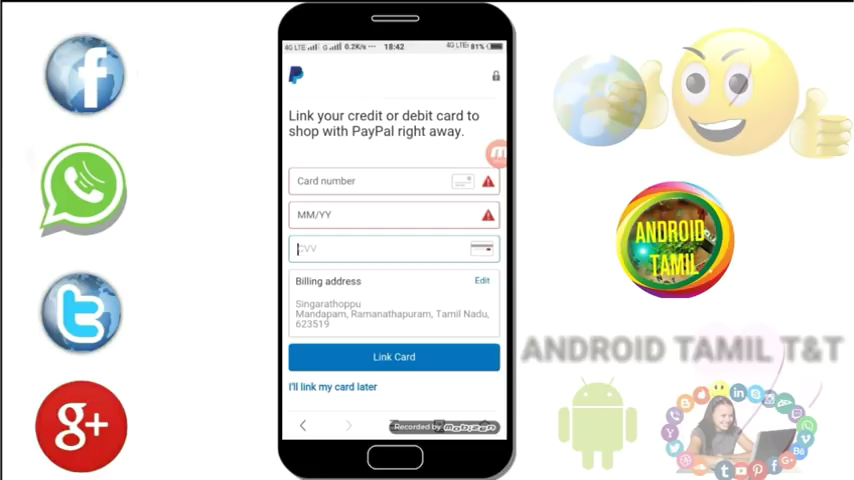 4G LTE G 0.2K/s ··· 18:42 4G LTE 81%
Link your credit or debit card to
shop with PayPal right away.
Card number
MM/YY
CVV
Billing address Edit
Singarathoppu
Mandapam, Ramanathapuram, Tamil Nadu,
623519
Link Card
I'll link my card later
Recorded by Mobizen
ANDROID
TAMIL
ANDROID TAMIL T&T